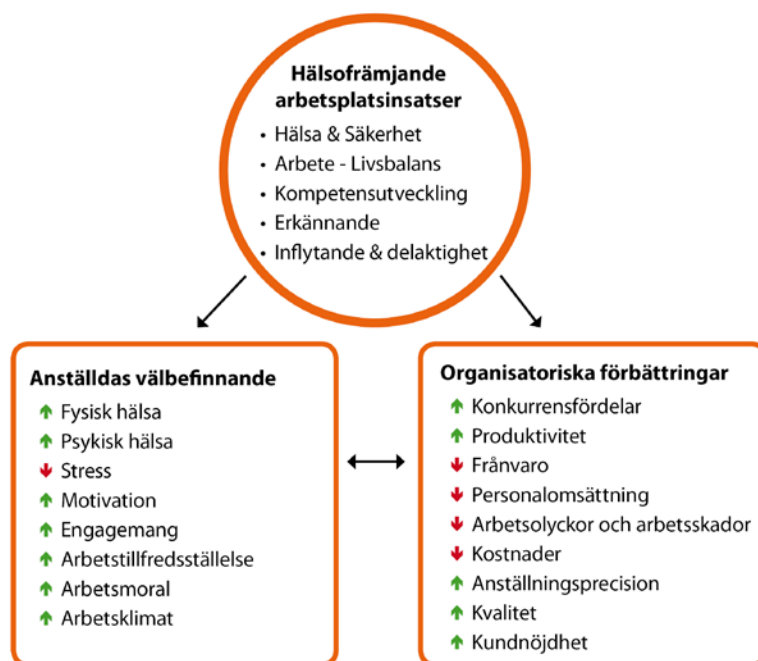 Hälsofrämjande
arbetsplatsinsatser
• Hälsa & Säkerhet
• Arbete - Livsbalans
• Kompetensutveckling
• Erkännande
• Inflytande & delaktighet
Anställdas välbefinnande
Fysisk hälsa
Psykisk hälsa
Stress
Motivation
Engagemang
Arbetstillfredsställelse
Arbetsmoral
Arbetsklimat
Organisatoriska förbättringar
Konkurrensfördelar
Produktivitet
Frånvaro
Personalomsättning
Arbetsolyckor och arbetsskador
Kostnader
Anställningsprecision
Kvalitet
Kundnöjdhet